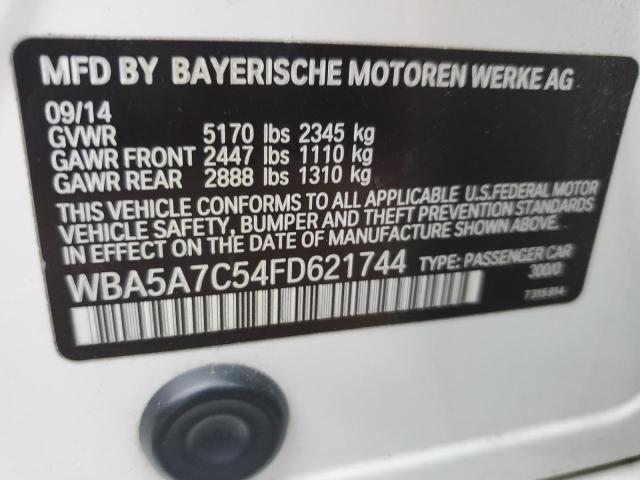 MFD BY BAYERISCHE MOTOREN WERKE AG
09/14
GVWR 5170 lbs 2345 kg
GAWR FRONT 2447 lbs 1110 kg
GAWR REAR 2888 lbs 1310 kg
THIS VEHICLE CONFORMS TO ALL APPLICABLE U.S.FEDERAL MOTOR
VEHICLE SAFETY, BUMPER AND THEFT PREVENTION STANDARDS
IN EFFECT ON THE DATE OF MANUFACTURE SHOWN ABOVE.
WBA5A7C54FD621744 TYPE: PASSENGER CAR
300/0
7315814